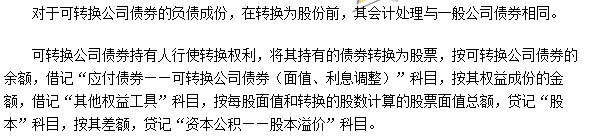 对于可转换公司债券的负债成份，在转换为股份前，其会计处理与一般公司债券相同。
可转换公司债券持有人行使转换权利，将其持有的债券转换为股票，按可转换公司债券的
余额，借记“应付债券——可转换公司债券（面值、利息调整）”科目，按其权益成份的金
额，借记“其他权益工具”科目，按每股面值和转换的股数计算的股票面值总额，贷记“股
本”科目，按其差额，贷记“资本公积——股本溢价”科目。